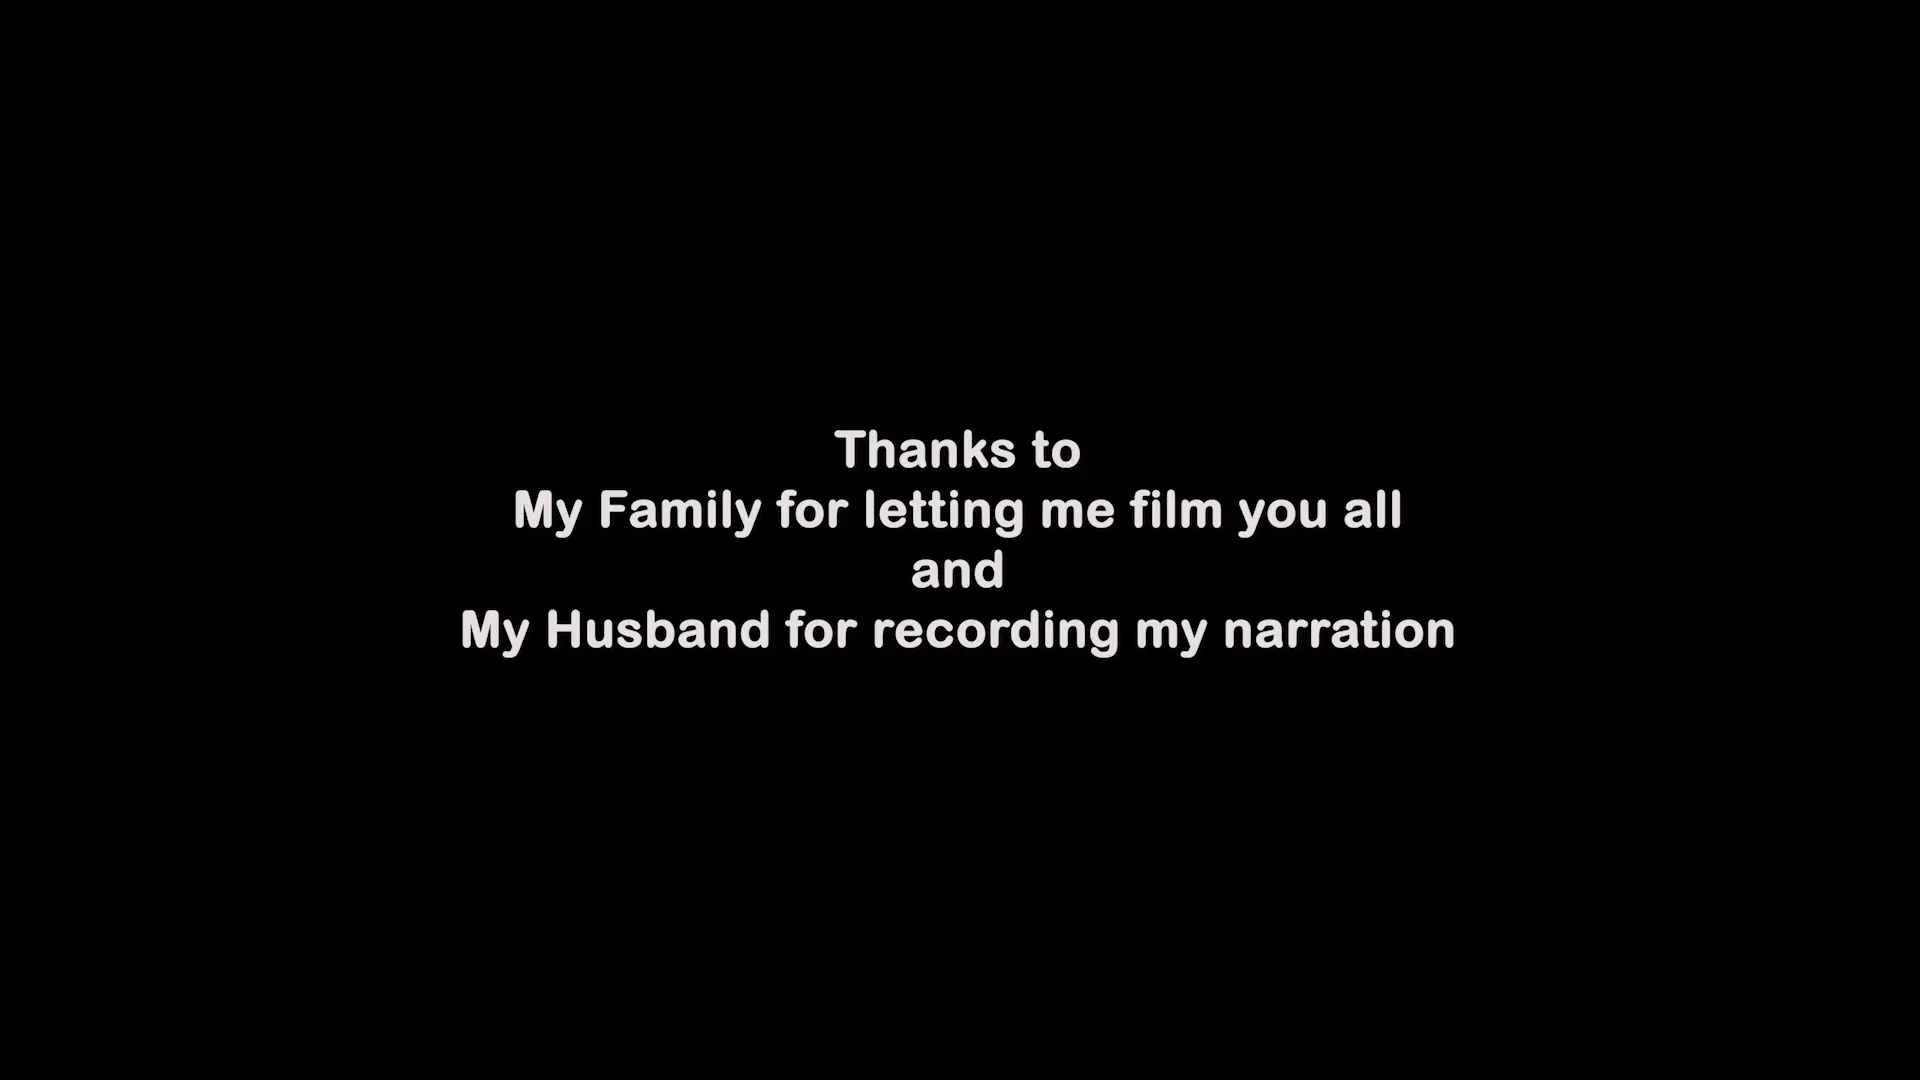 Thanks to
My Family for letting me film you all
and
My Husband for recording my narration